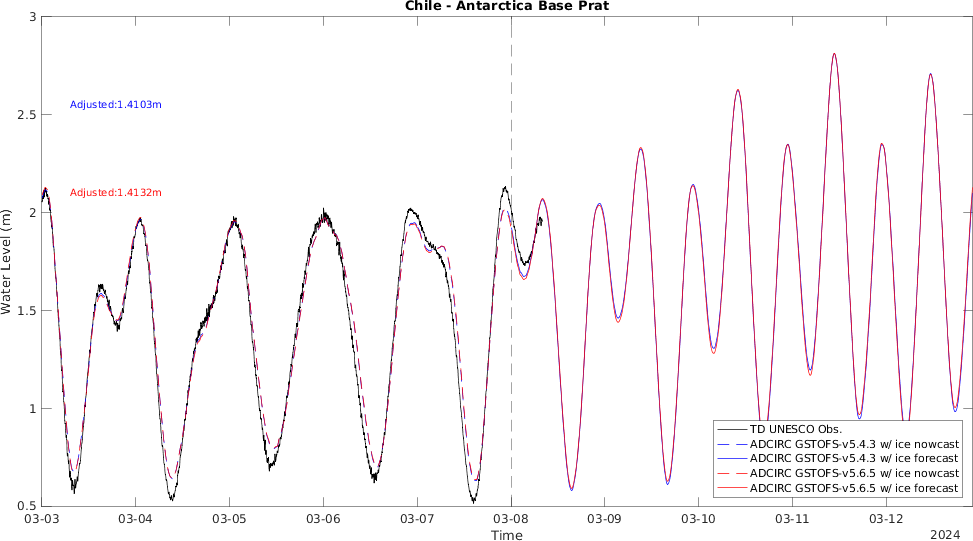 Chile - Antarctica Base Prat
3
2.5
2
1.5
1
0.5
Water Level (m)
Adjusted:1.4103m
Adjusted:1.4132m
TD UNESCO Obs.
ADCIRC GSTOFS-v5.4.3 w/ ice nowcast
ADCIRC GSTOFS-v5.4.3 w/ ice forecast
ADCIRC GSTOFS-v5.6.5 w/ ice nowcast
ADCIRC GSTOFS-v5.6.5 w/ ice forecast
03-03 03-04 03-05 03-06 03-07 03-08 03-09 03-10 03-11 03-12
Time
2024